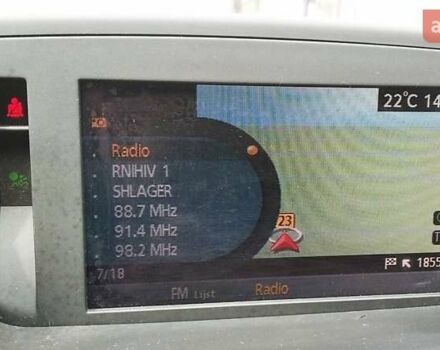 22°C 14
Radio
RNIHIV 1
SHLAGER
88.7 MHz
91.4 MHz
98.2 MHz
23
1855
7/18
FM Lijst Radio